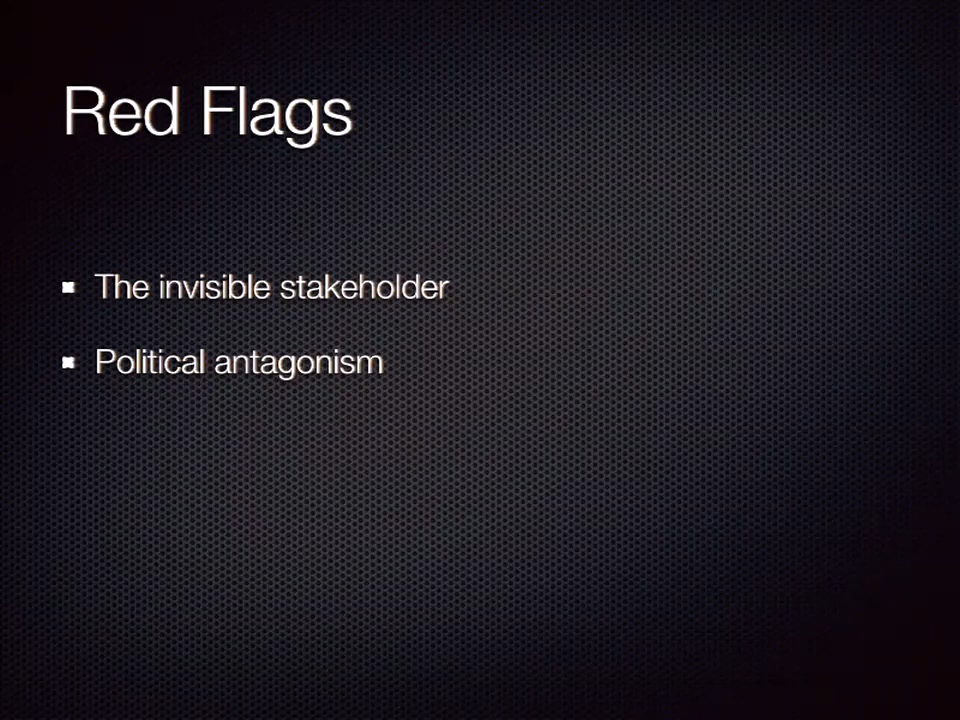 Red Flags
The invisible stakeholder
Political antagonism